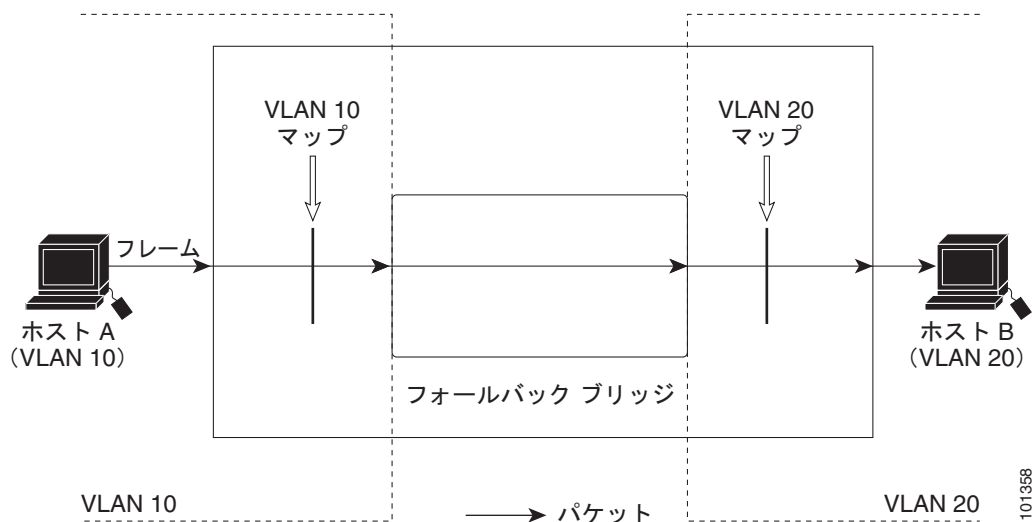 VLAN 10
マップ
VLAN 20
マップ
フレーム
ホスト A
(VLAN 10)
ホスト B
(VLAN 20)
フォールバック ブリッジ
VLAN 10
パケット
VLAN 20
101358